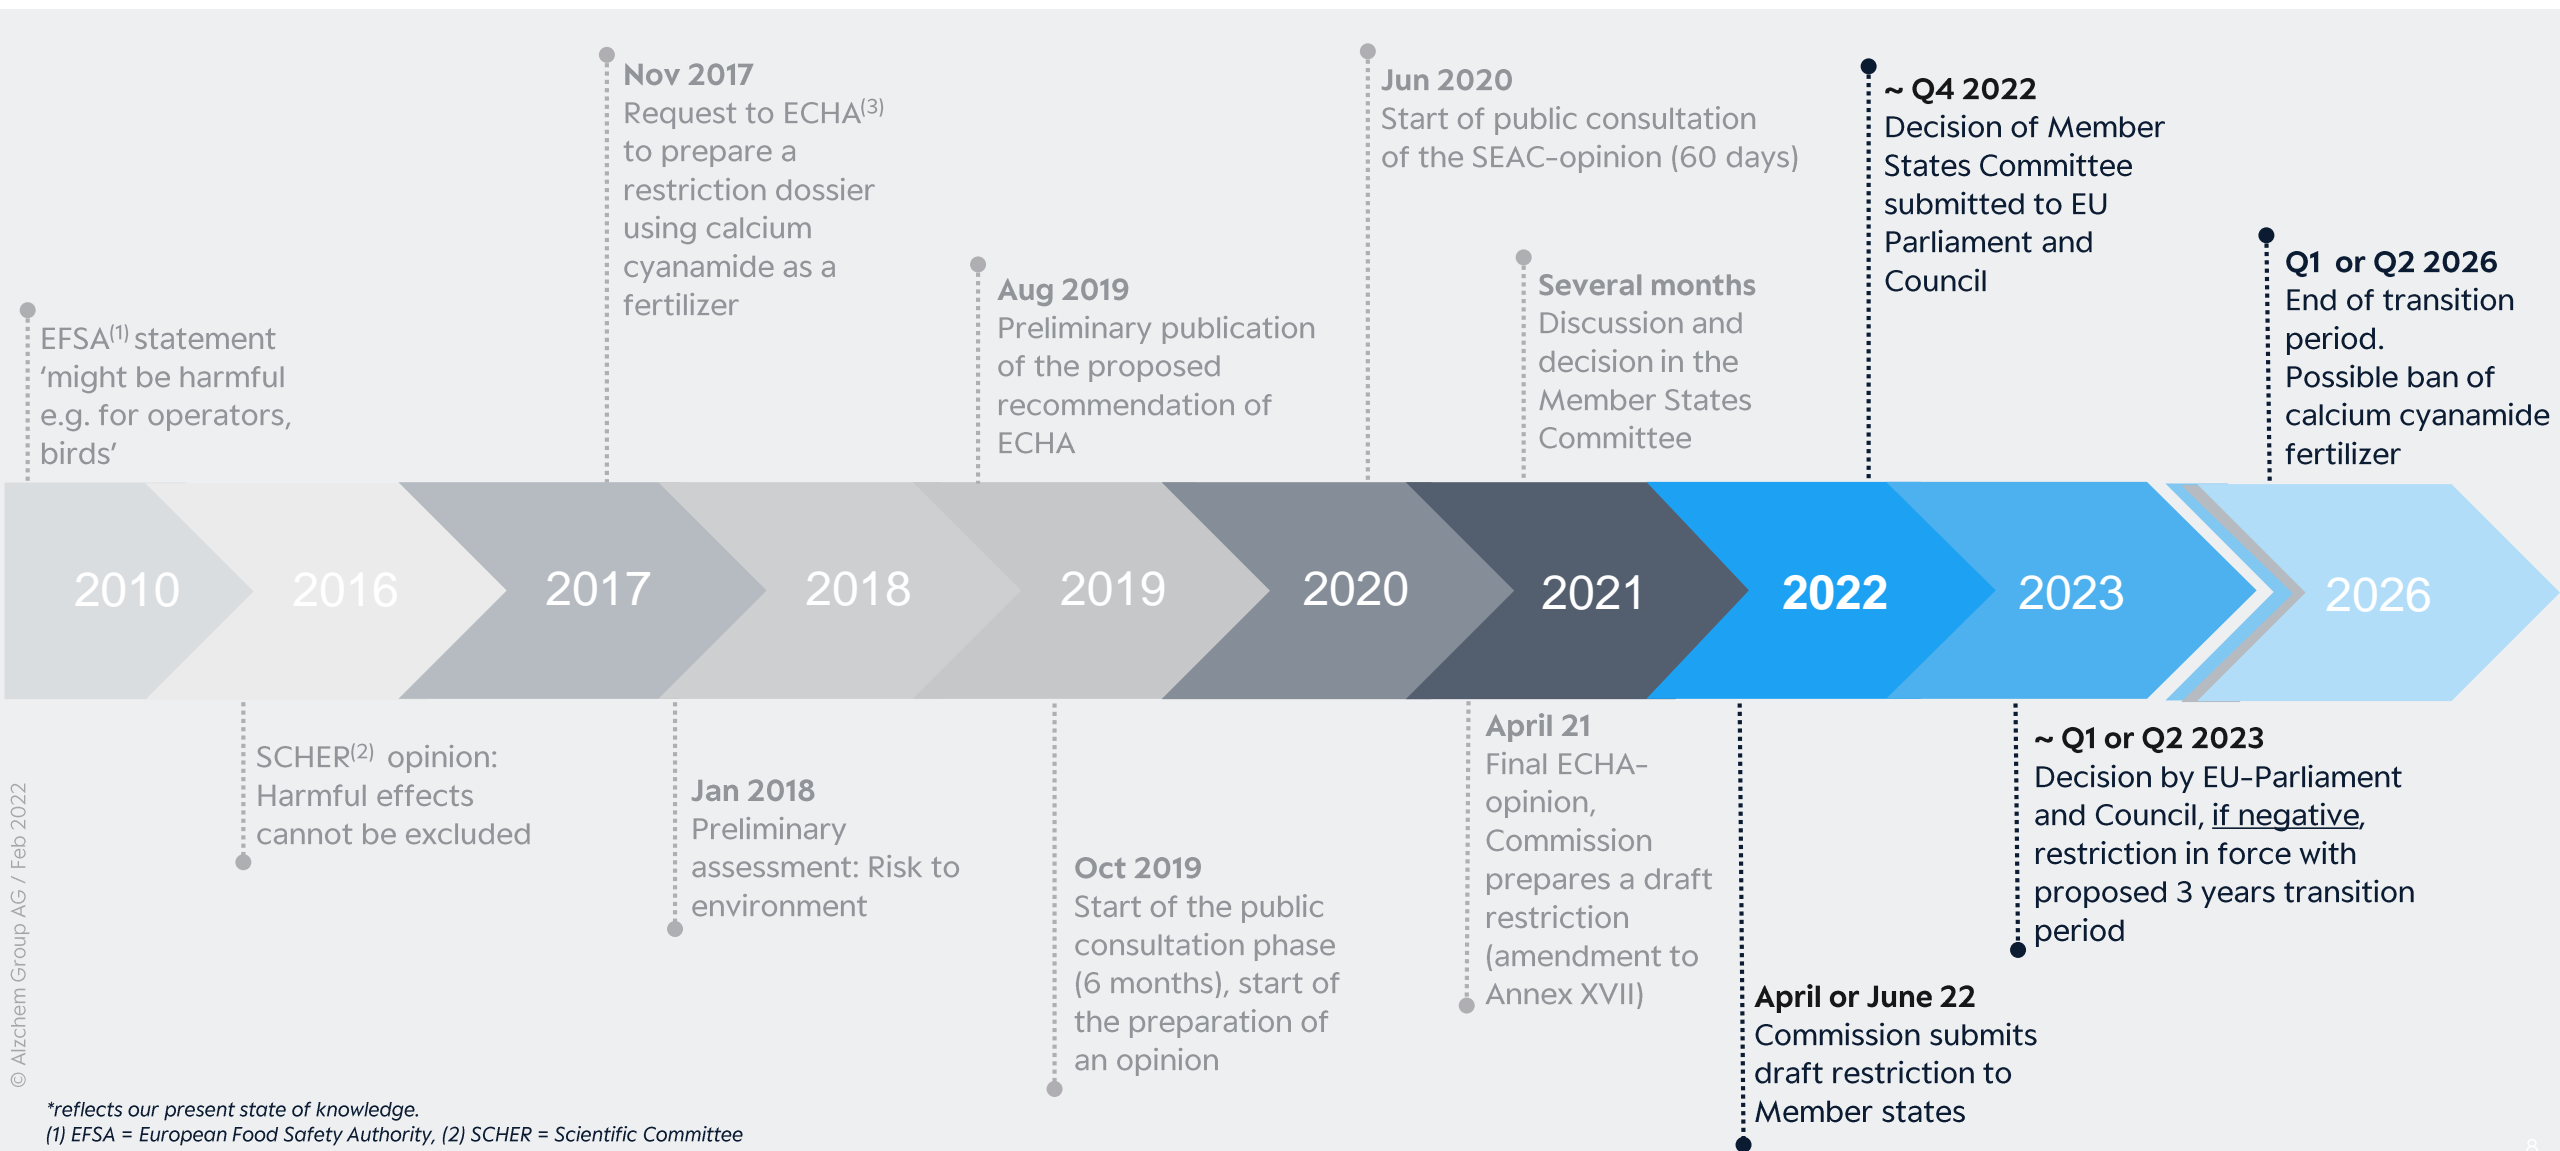 Nov 2017
Request to ECHA(3)
to prepare a
restriction dossier
using calcium
cyanamide as a
fertilizer
Jun 2020
Start of public consultation
of the SEAC-opinion (60 days)
~ Q4 2022
Decision of Member
States Committee
submitted to EU
Parliament and
Council
EFSA(1) statement
‘might be harmful
e.g. for operators,
birds’
Aug 2019
Preliminary publication
of the proposed
recommendation of
ECHA
Several months
Discussion and
decision in the
Member States
Committee
Q1 or Q2 2026
End of transition
period.
Possible ban of
calcium cyanamide
fertilizer
2010
2016
2017
2018
2019
2020
2021
2022
2023
2026
SCHER(2) opinion:
Harmful effects
cannot be excluded
Jan 2018
Preliminary
assessment: Risk to
environment
Oct 2019
Start of the public
consultation phase
(6 months), start of
the preparation of
an opinion
April 21
Final ECHA-
opinion,
Commission
prepares a draft
restriction
(amendment to
Annex XVII)
April or June 22
Commission submits
draft restriction to
Member states
~ Q1 or Q2 2023
Decision by EU-Parliament
and Council, if negative,
restriction in force with
proposed 3 years transition
period
© Alzchem Group AG / Feb 2022
*reflects our present state of knowledge.
(1) EFSA = European Food Safety Authority, (2) SCHER = Scientific Committee
8